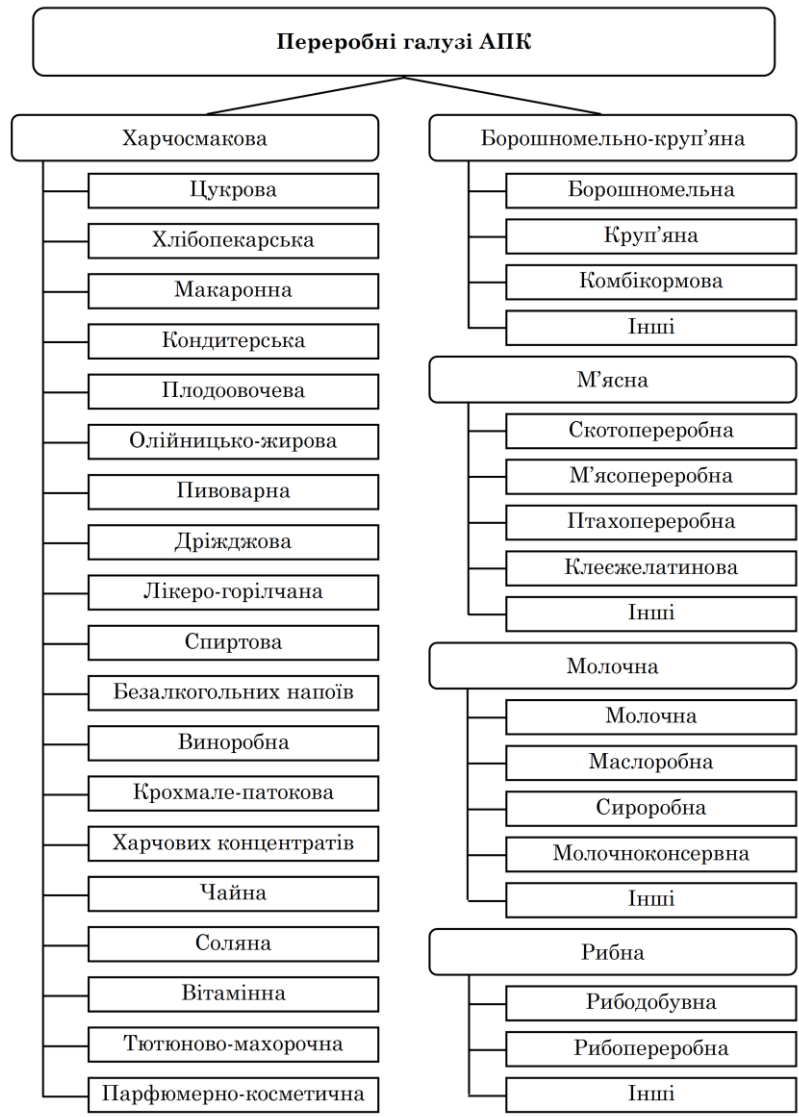 Переробні галузі АПК
Харчосмакова
Цукрова
Хлібопекарська
Макаронна
Кондитерська
Плодоовочева
Олійницько-жирова
Пивоварна
Дріжджова
Лікеро-горілчана
Спиртова
Безалкогольних напоїв
Виноробна
Крохмале-патокова
Харчових концентратів
Чайна
Соляна
Вітамінна
Тютюново-махорочна
Парфюмерно-косметична
Борошномельно-круп’яна
Борошномельна
Круп’яна
Комбікормова
Інші
М’ясна
Скотопереробна
М’ясопереробна
Птахопереробна
Клеєжелатинова
Інші
Молочна
Молочна
Маслоробна
Сироробна
Молочноконсервна
Інші
Рибна
Рибодобувна
Рибопереробна
Інші